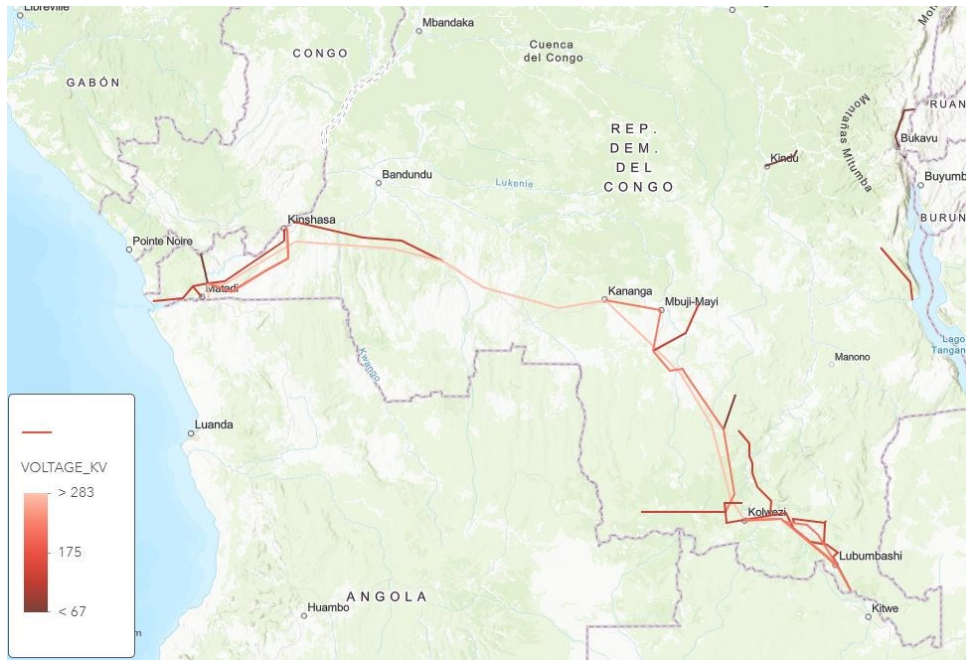 Libreville
Mbandaka
CONGO
Cuenca
del Congo
GABÓN
Montañas Mitumba
RUAN
REP.
DEM.
DEL
CONGO
Bukavu
Kindu
Bandundu
Lukenie
Buyumb
BURUN
Kinshasa
Pointe Noire
Matadi
Kananga
Mbuji-Mayi
Lago
Tangan
Kwango
Manono
Luanda
VOLTAGE_KV
> 283
175
< 67
Kolwezi
Lubumbashi
Huambo
ANGOLA
Kitwe